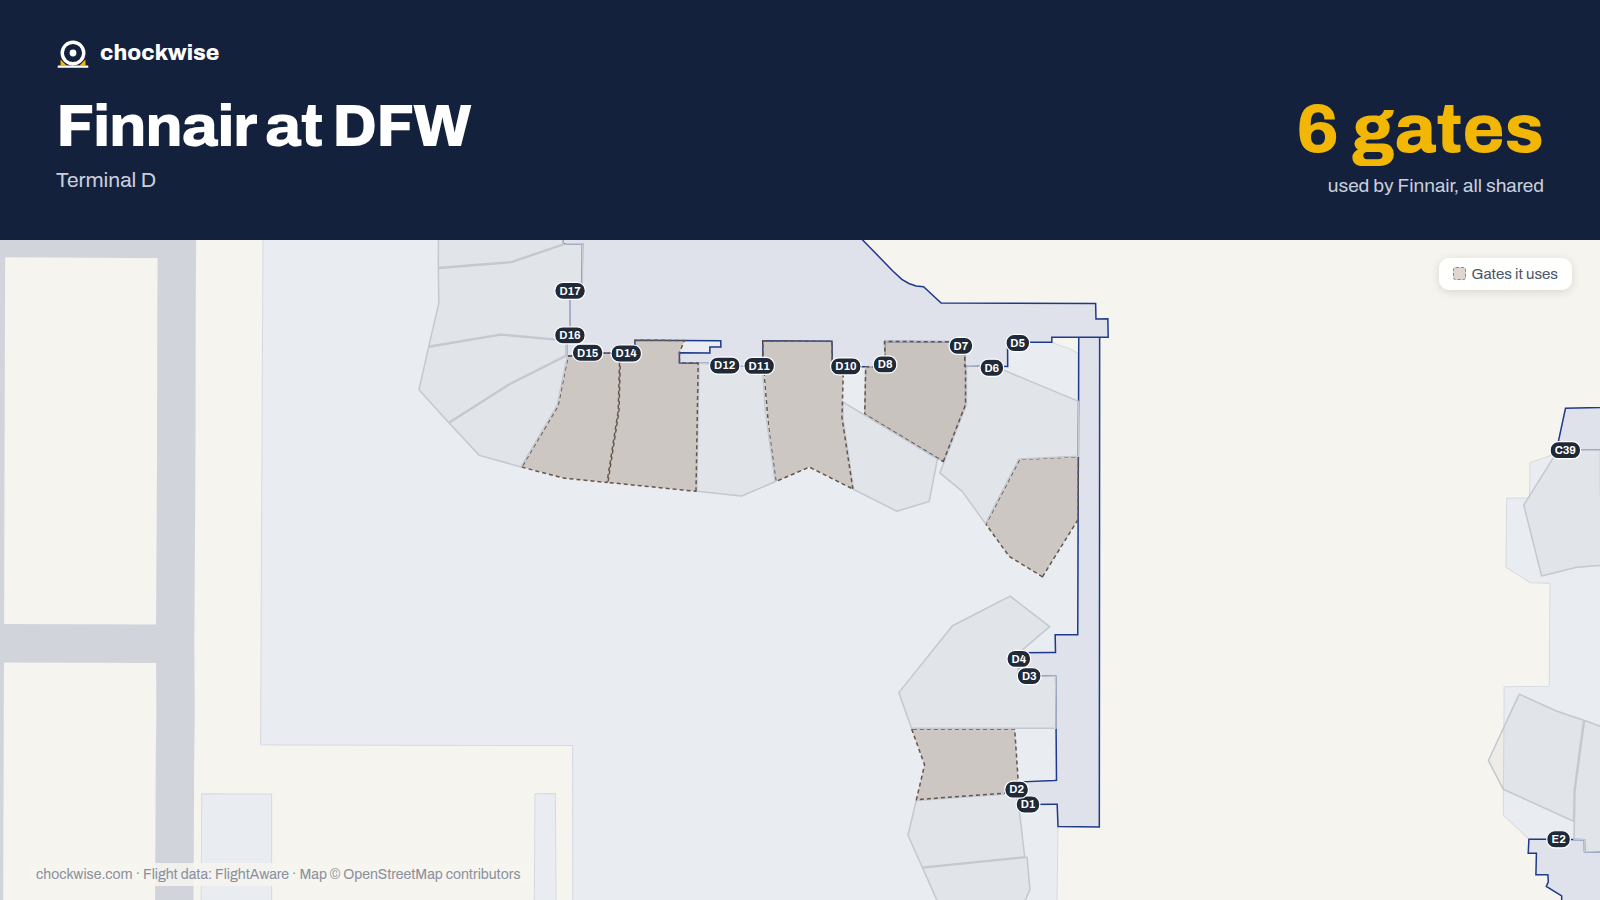 chockwise
Finnair at DFW
Terminal D
6 gates
used by Finnair, all shared
Gates it uses
D17
D16
D15
D14
D12
D11
D10
D8
D7
D6
D5
C39
D4
D3
D2
D1
E2
chockwise.com · Flight data: FlightAware · Map © OpenStreetMap contributors